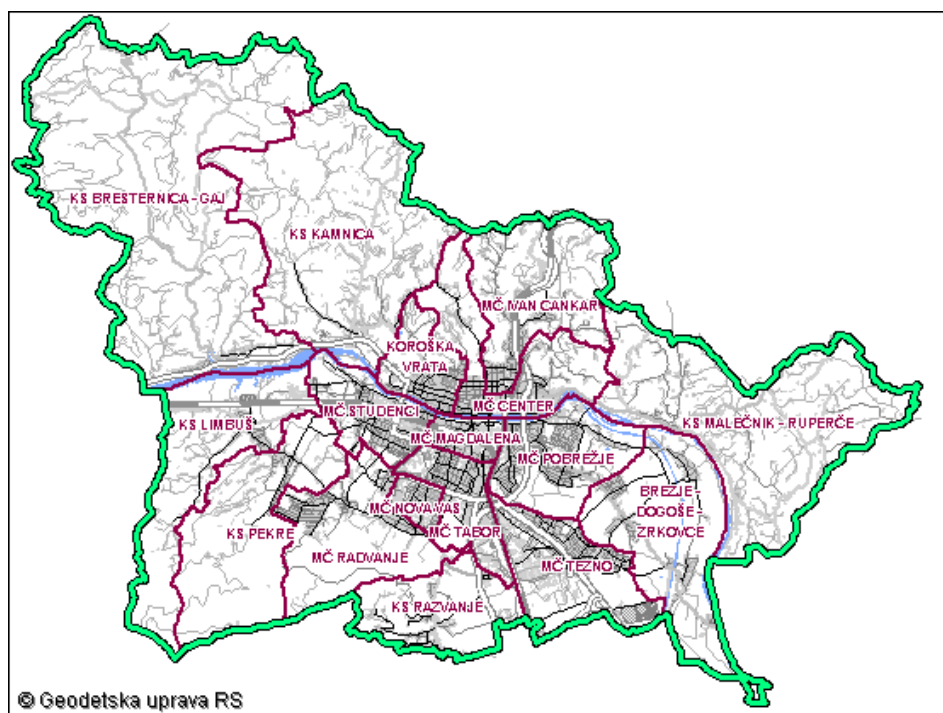 KS BRESTERNICA - GAJ
KS KAMNICA
MČ IVAN CANKAR
KOROŠKA
VRATA
MČ CENTER
MČ.STUDENCI
KS LIMBUŠ
KS MALEČNIK - RUPERČE
MČ MAGDALENA
MČ POBREŽJE
BREZJE -
DOGOŠE -
ZRKOVCE
MČ NOVA VAS
KS PEKRE
MČ TABOR
MČ RADVANJE
MČ TEZNO
KS RAZVANJE
© Geodetska uprava RS